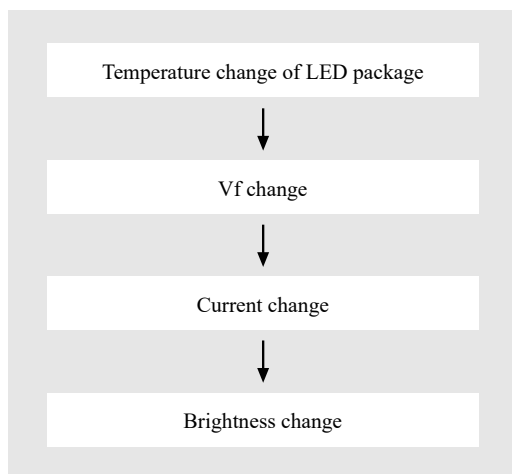 Temperature change of LED package
Vf change
Current change
Brightness change